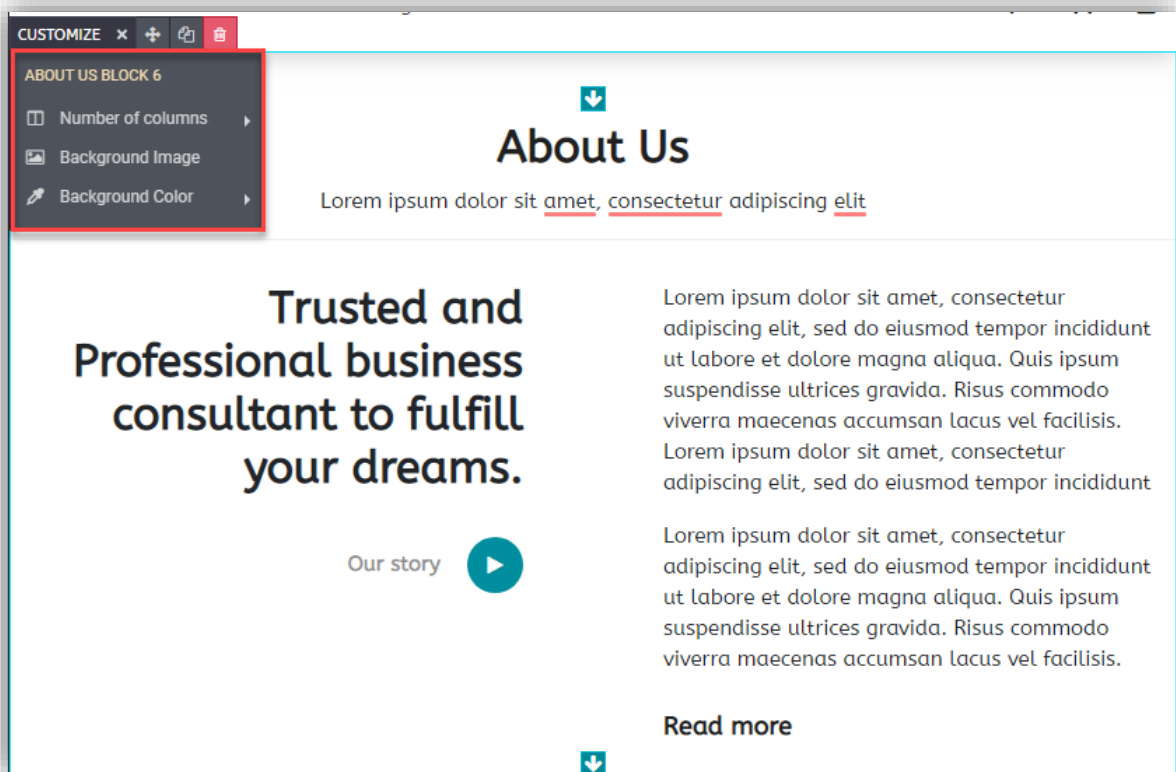 CUSTOMIZE
ABOUT US BLOCK 6
Number of columns
Background Image
Background Color
About Us
Lorem ipsum dolor sit amet, consectetur adipiscing elit
Trusted and
Professional business
consultant to fulfill
your dreams.
Our story
Lorem ipsum dolor sit amet, consectetur
adipiscing elit, sed do eiusmod tempor incididunt
ut labore et dolore magna aliqua. Quis ipsum
suspendisse ultrices gravida. Risus commodo
viverra maecenas accumsan lacus vel facilisis.
Lorem ipsum dolor sit amet, consectetur
adipiscing elit, sed do eiusmod tempor incididunt
Lorem ipsum dolor sit amet, consectetur
adipiscing elit, sed do eiusmod tempor incididunt
ut labore et dolore magna aliqua. Quis ipsum
suspendisse ultrices gravida. Risus commodo
viverra maecenas accumsan lacus vel facilisis.
Read more